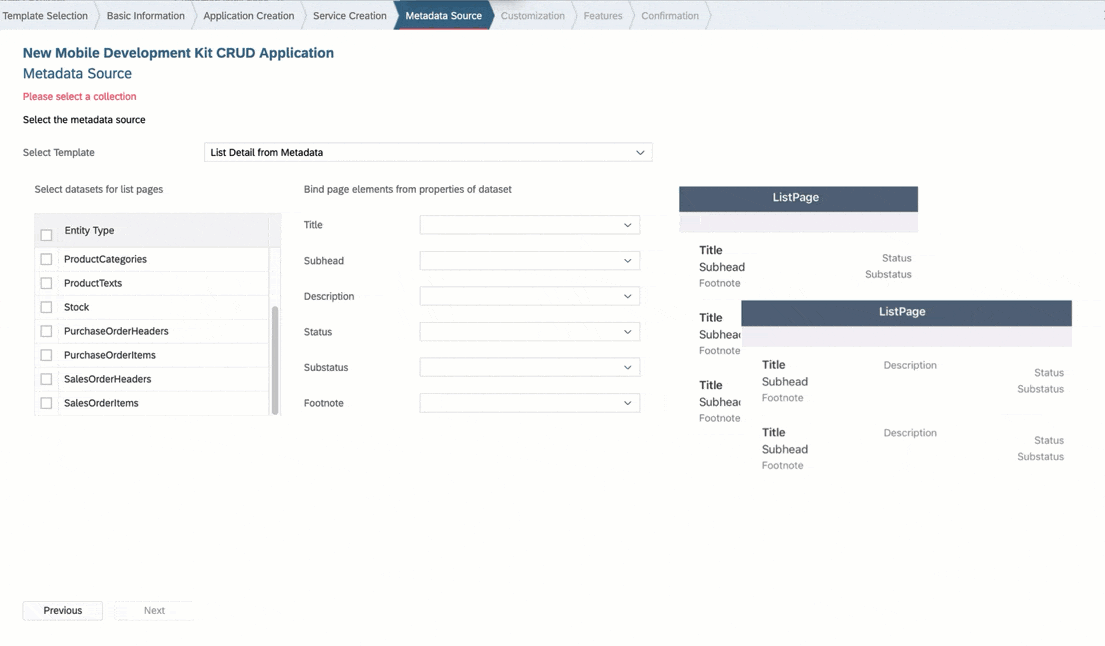 Template Selection
Basic Information
Application Creation
Service Creation
Metadata Source
Customization
Features
Confirmation
New Mobile Development Kit CRUD Application
Metadata Source
Please select a collection
Select the metadata source
Select Template
List Detail from Metadata
Select datasets for list pages
Entity Type
ProductCategories
ProductTexts
Stock
PurchaseOrderHeaders
PurchaseOrderItems
SalesOrderHeaders
SalesOrderItems
Bind page elements from properties of dataset
Title
Subhead
Description
Status
Substatus
Footnote
ListPage
Title
Status
Subhead
Substatus
Footnote
Title
Subhead
Footnote
Title
Subhead
Footnote
ListPage
Title
Description
Status
Subhead
Substatus
Footnote
Title
Description
Status
Subhead
Substatus
Footnote
Previous
Next